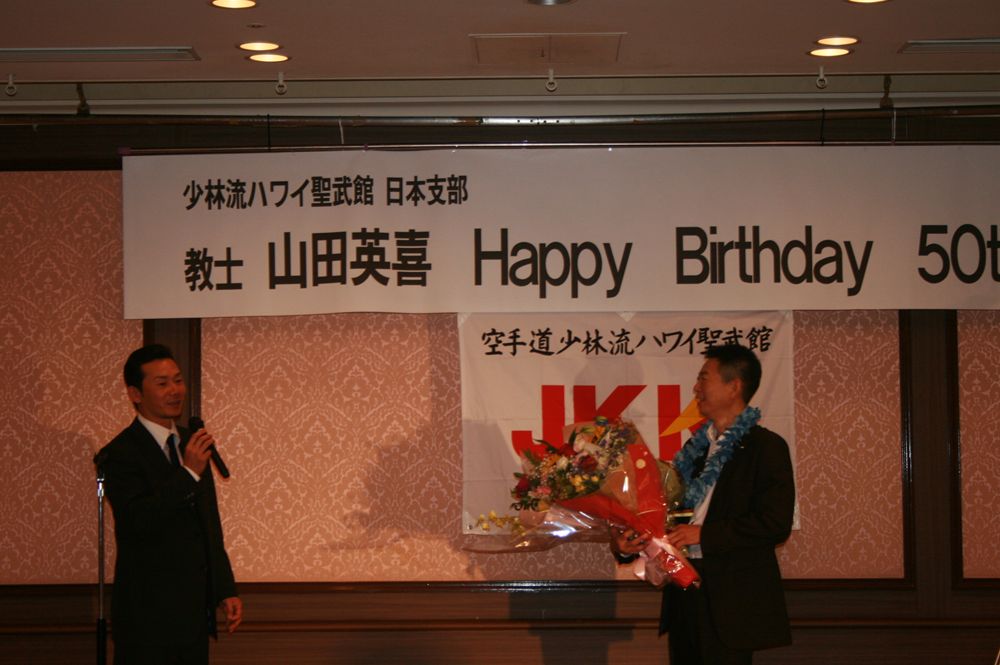 少林流ハワイ聖武館 日本支部
教士 山田英喜 Happy Birthday 50t
空手道少林流ハワイ聖武館